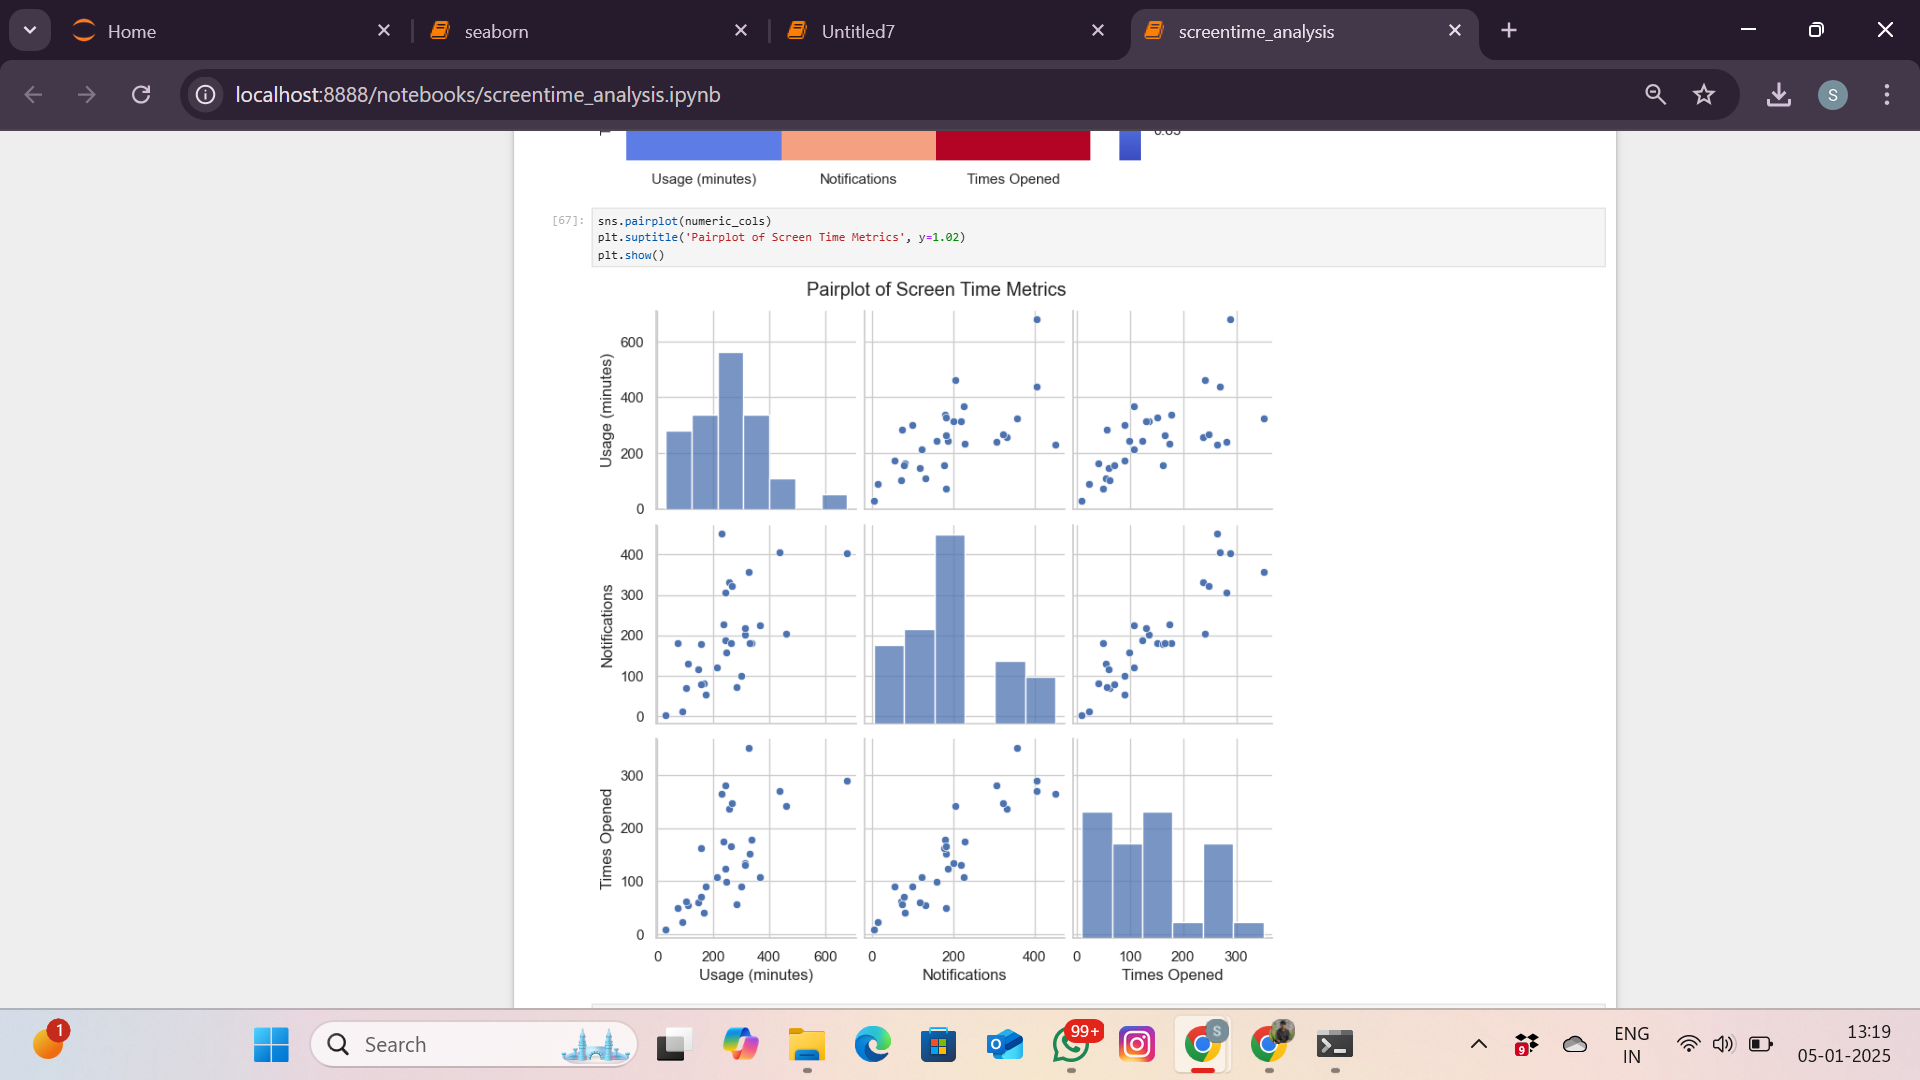 Home
seaborn
Untitled7
screentime_analysis
localhost:8888/notebooks/screentime_analysis.ipynb
S
Usage (minutes) Notifications Times Opened
[67]:
sns.pairplot(numeric_cols)
plt.suptitle('Pairplot of Screen Time Metrics', y=1.02)
plt.show()
Pairplot of Screen Time Metrics
Usage (minutes)
600
400
200
0
Notifications
400
300
200
100
0
Times Opened
300
200
100
0
0 200 400 600 0 200 400 0 100 200 300
Usage (minutes) Notifications Times Opened
1
Search
99+
S
9
ENG
IN
13:19
05-01-2025